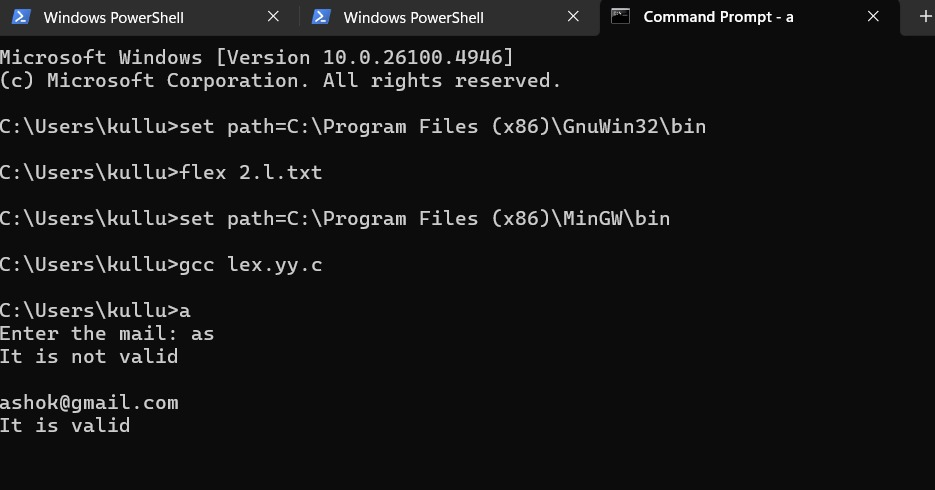 Windows PowerShell
Windows PowerShell
Command Prompt - a
Microsoft Windows [Version 10.0.26100.4946]
(c) Microsoft Corporation. All rights reserved.
C:\Users\kullu>set path=C:\Program Files (x86)\GnuWin32\bin
C:\Users\kullu>flex 2.l.txt
C:\Users\kullu>set path=C:\Program Files (x86)\MinGW\bin
C:\Users\kullu>gcc lex.yy.c
C:\Users\kullu>a
Enter the mail: as
It is not valid
ashok@gmail.com
It is valid